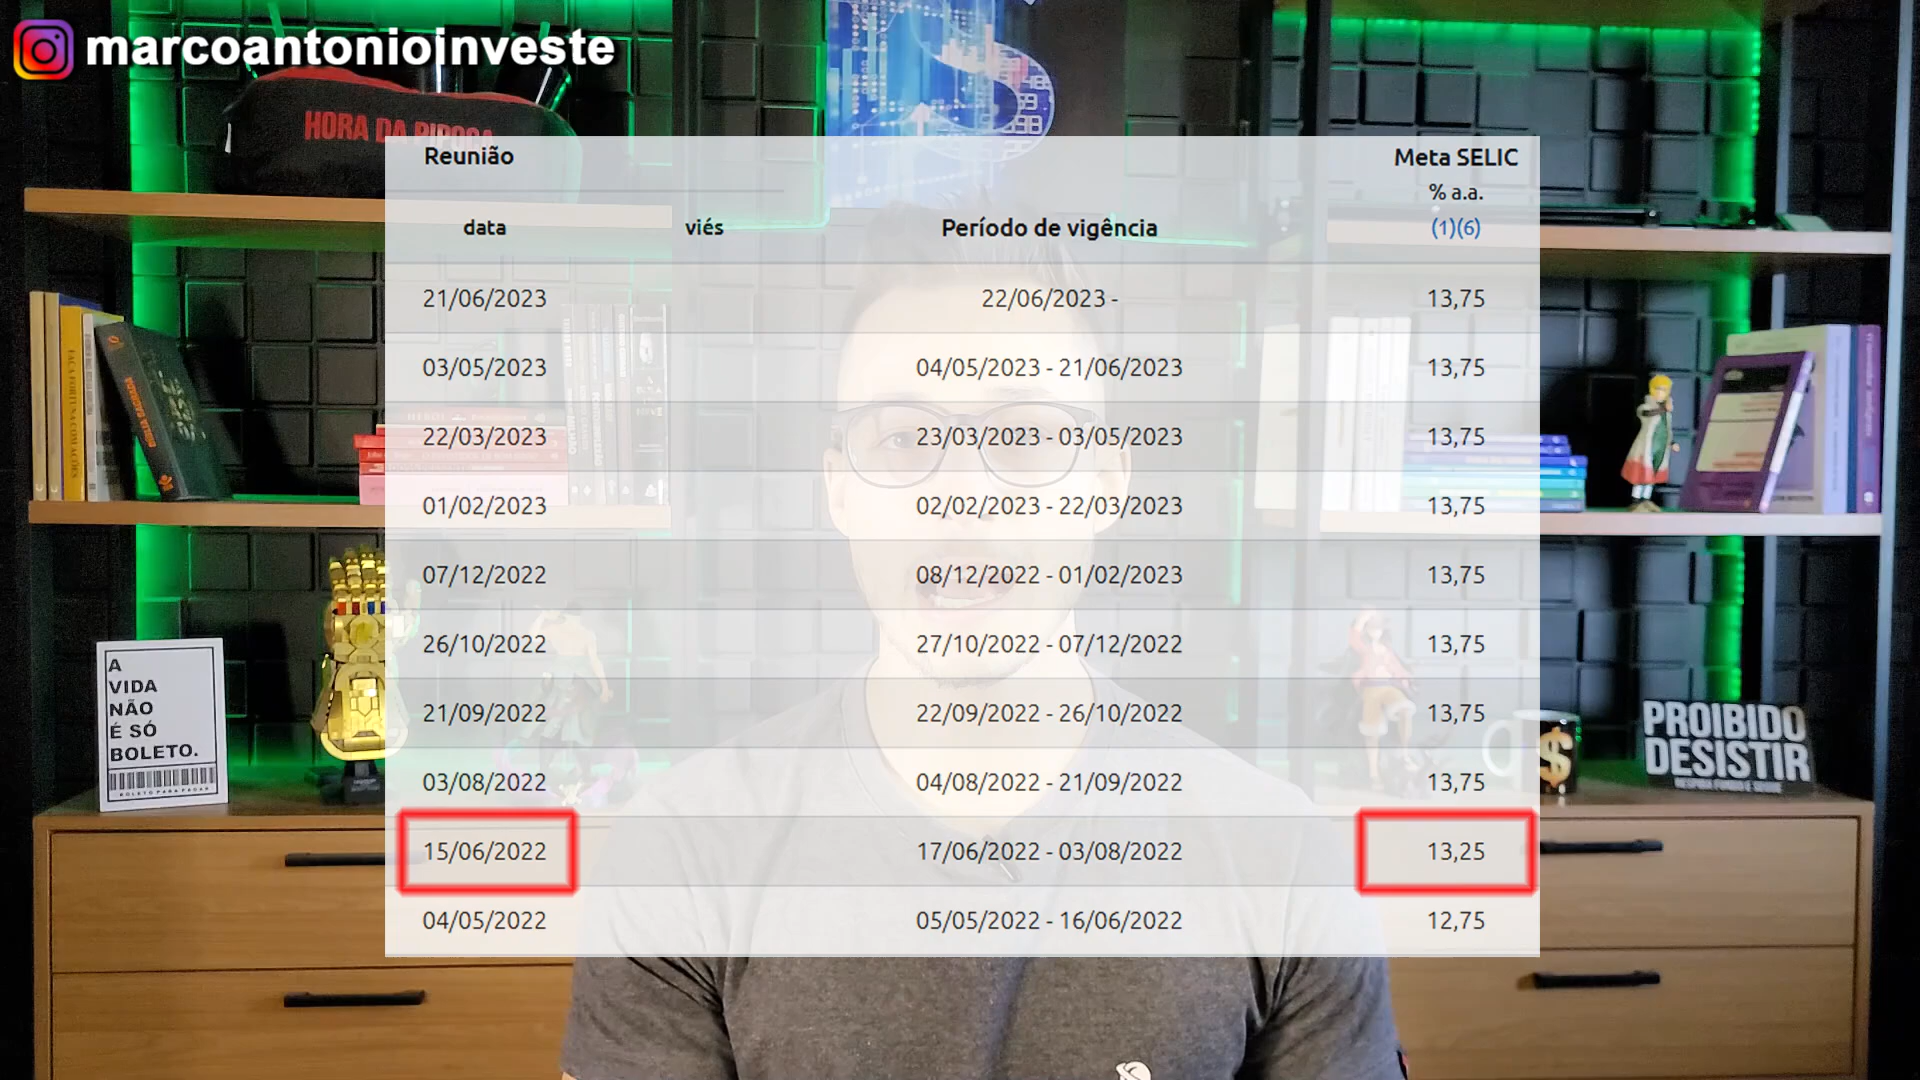 marcoantonioinveste
HORA DA
Reunião
Meta SELIC
% a.a.
data
viés
Período de vigência
(1)(6)
21/06/2023
22/06/2023 -
13,75
03/05/2023
04/05/2023 - 21/06/2023
13,75
22/03/2023
23/03/2023 - 03/05/2023
13,75
01/02/2023
02/02/2023 - 22/03/2023
13,75
07/12/2022
08/12/2022 - 01/02/2023
13,75
26/10/2022
27/10/2022 - 07/12/2022
13,75
21/09/2022
22/09/2022 - 26/10/2022
13,75
03/08/2022
04/08/2022 - 21/09/2022
13,75
15/06/2022
17/06/2022 - 03/08/2022
13,25
04/05/2022
05/05/2022 - 16/06/2022
12,75
BÍBLIA SAGRADA
A
VIDA
NÃO
É SÓ
BOLETO.
BOLETO PARA PAGAR
$
PROIBIDO
DESISTIR